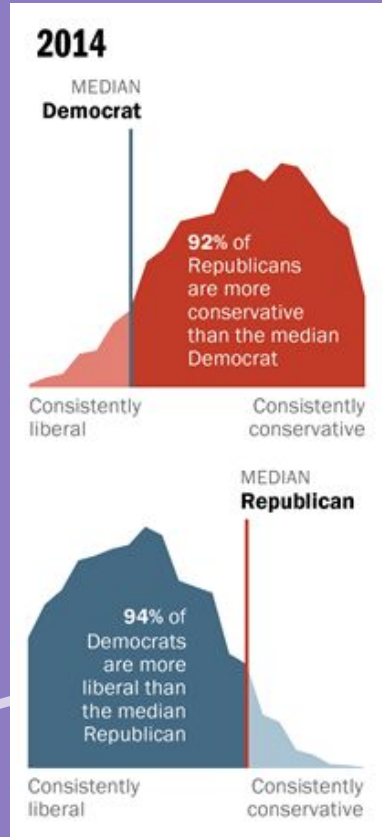 2014
MEDIAN
Democrat
92% of
Republicans
are more
conservative
than the median
Democrat
Consistently
liberal
Consistently
conservative
MEDIAN
Republican
94% of
Democrats
are more
liberal than
the median
Republican
Consistently
liberal
Consistently
conservative